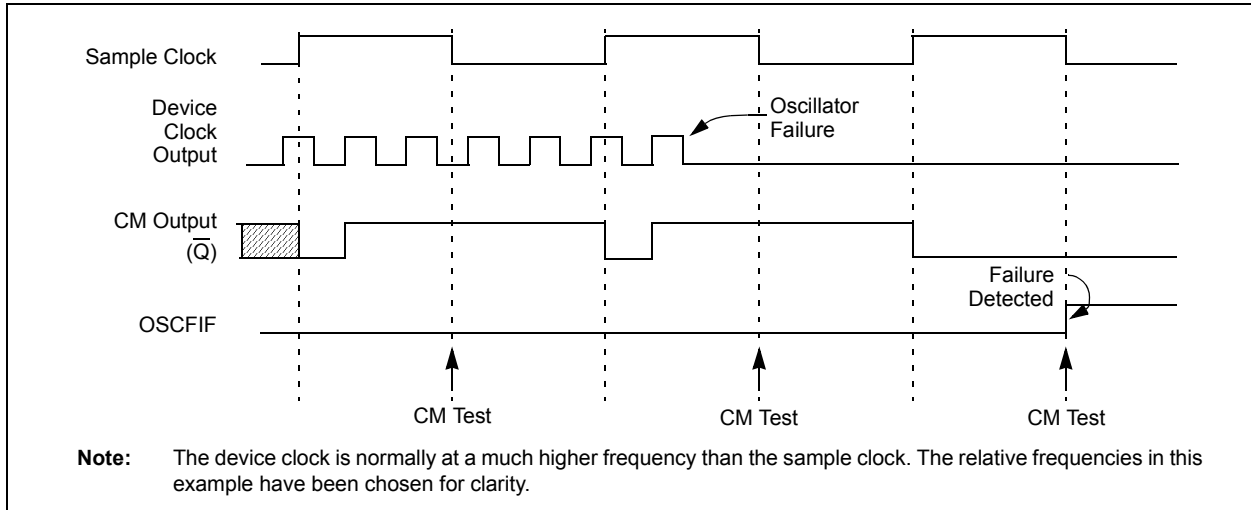 Sample Clock
Device
Clock
Output
Oscillator
Failure
CM Output
(Q̅)
Failure
Detected
OSCFIF
CM Test
CM Test
CM Test
Note: The device clock is normally at a much higher frequency than the sample clock. The relative frequencies in this
example have been chosen for clarity.